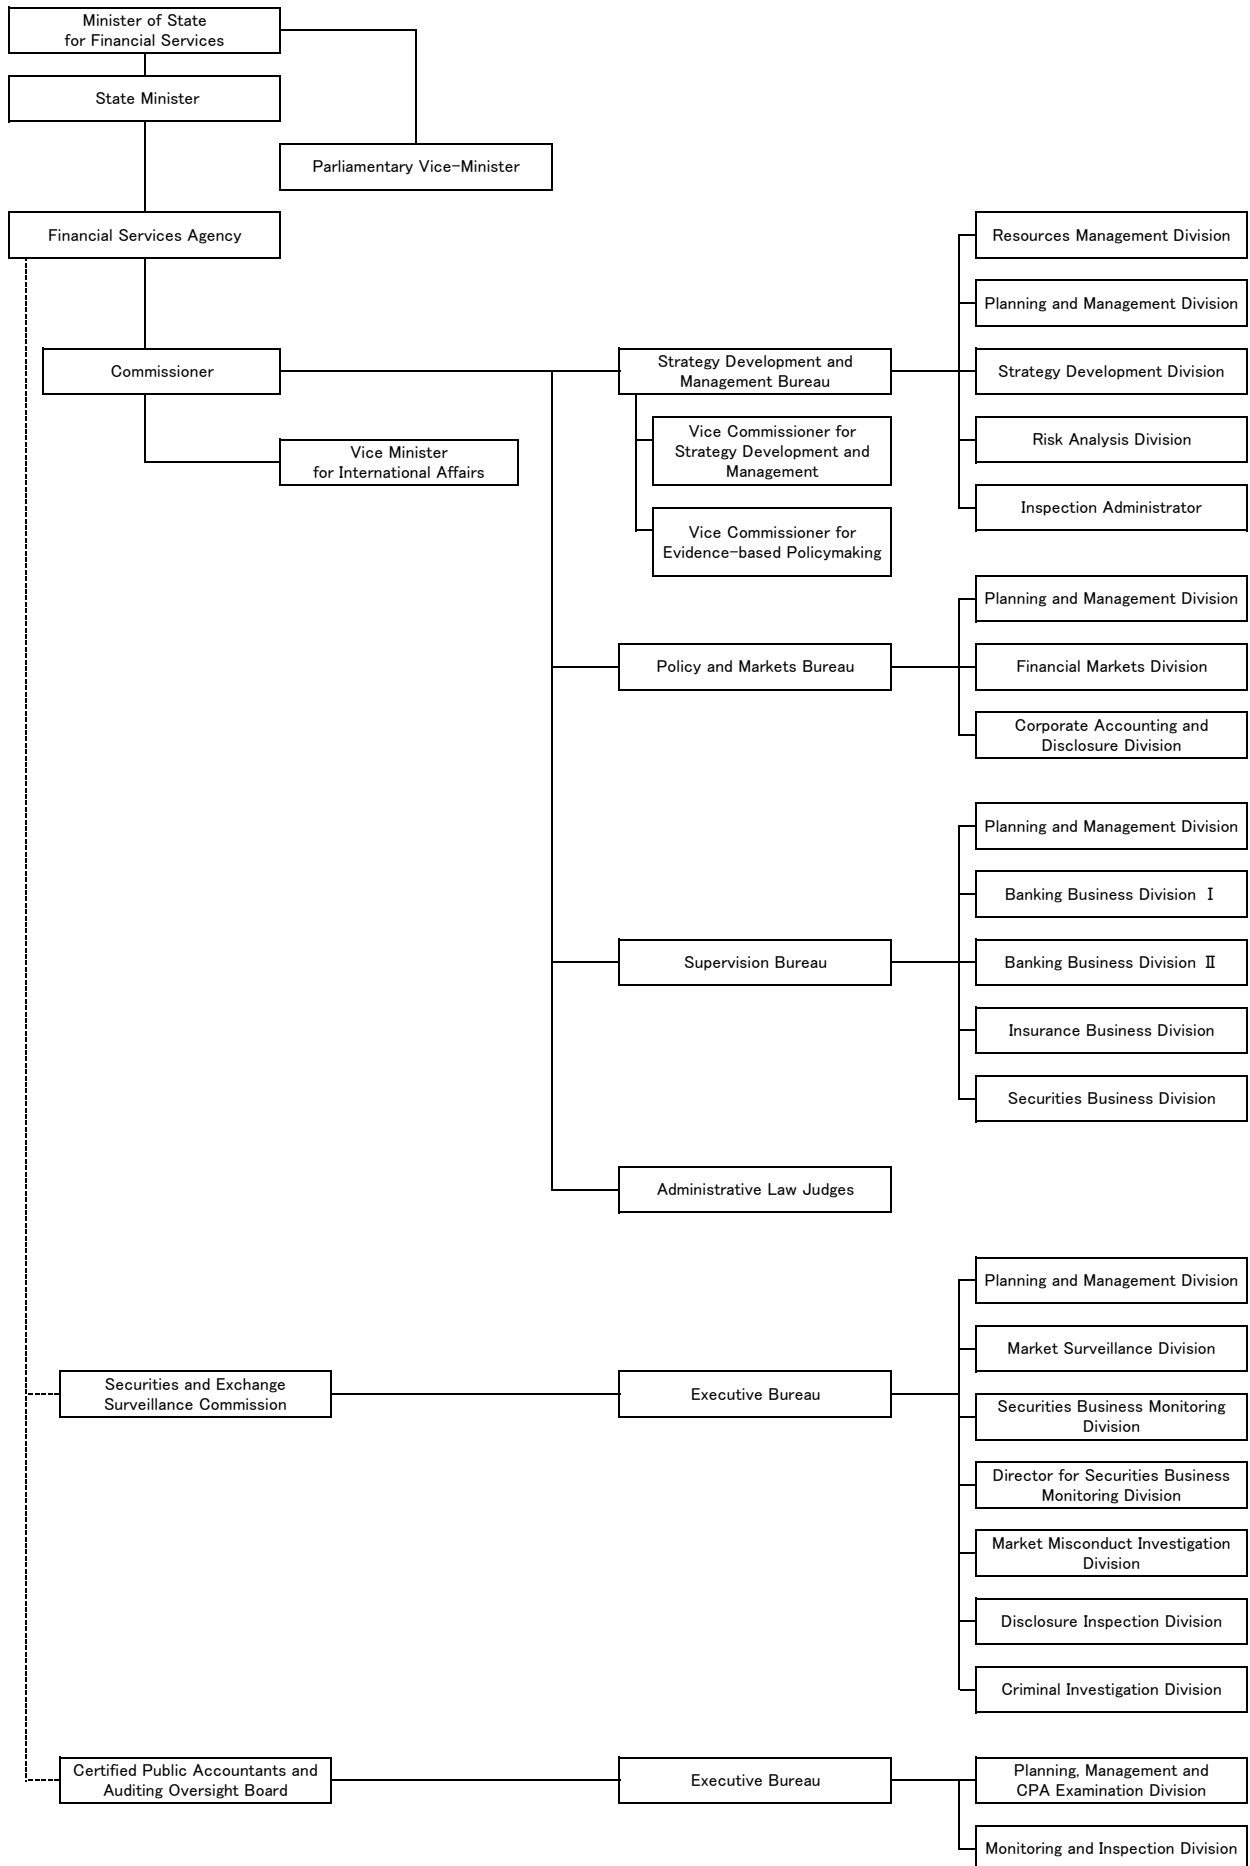 Minister of State
for Financial Services
State Minister
Parliamentary Vice-Minister
Financial Services Agency
Resources Management Division
Planning and Management Division
Commissioner
Strategy Development and
Management Bureau
Strategy Development Division
Vice Minister
for International Affairs
Vice Commissioner for
Strategy Development and
Management
Risk Analysis Division
Inspection Administrator
Vice Commissioner for
Evidence-based Policymaking
Planning and Management Division
Policy and Markets Bureau
Financial Markets Division
Corporate Accounting and
Disclosure Division
Planning and Management Division
Banking Business Division Ⅰ
Supervision Bureau
Banking Business Division Ⅱ
Insurance Business Division
Securities Business Division
Administrative Law Judges
Planning and Management Division
Market Surveillance Division
Securities and Exchange
Surveillance Commission
Executive Bureau
Securities Business Monitoring
Division
Director for Securities Business
Monitoring Division
Market Misconduct Investigation
Division
Disclosure Inspection Division
Criminal Investigation Division
Certified Public Accountants and
Auditing Oversight Board
Executive Bureau
Planning, Management and
CPA Examination Division
Monitoring and Inspection Division